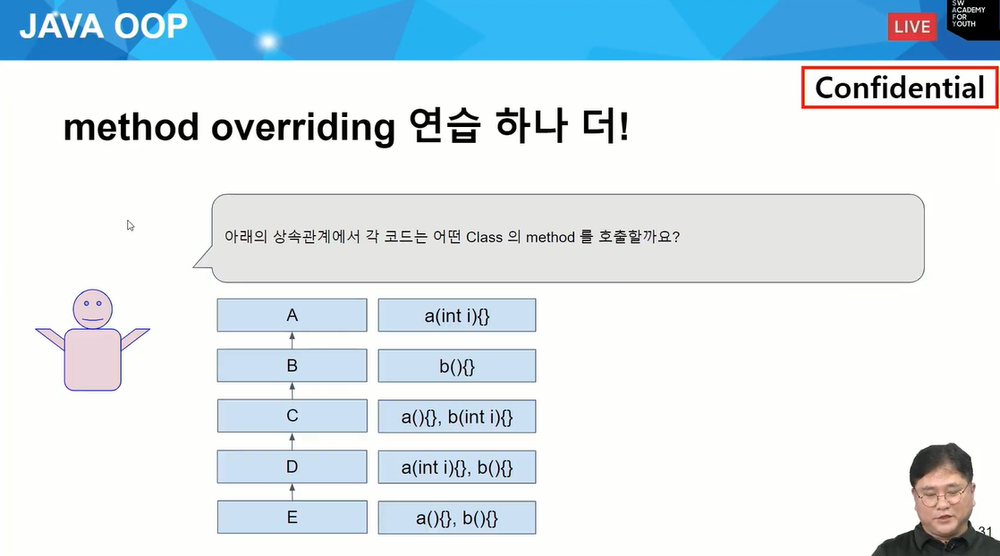 JAVA OOP
LIVE
SW
ACADEMY
FOR
YOUTH
Confidential
method overriding 연습 하나 더!
아래의 상속관계에서 각 코드는 어떤 Class 의 method 를 호출할까요?
A a(int i){}
B b(){}
C a(){}, b(int i){}
D a(int i){}, b(){}
E a(){}, b(){}
31